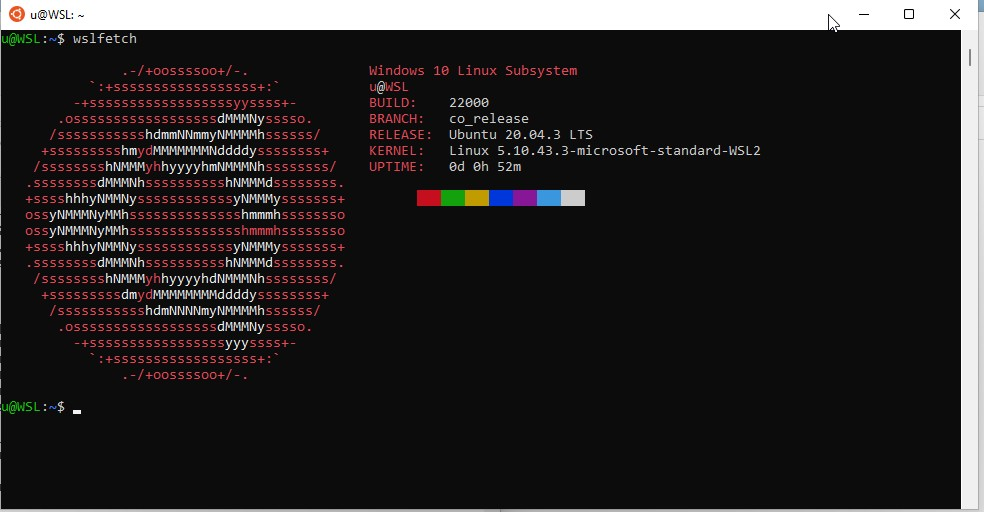 u@WSL: ~
u@WSL:~$ wslfetch
.-/+oossssoo+/-. Windows 10 Linux Subsystem
`:+ssssssssssssssssss+:` u@WSL
-+ssssssssssssssssssyyssss+- BUILD: 22000
.ossssssssssssssssssdMMMNysssso. BRANCH: co_release
/ssssssssssshdmmNNmmyNMMMMhssssss/ RELEASE: Ubuntu 20.04.3 LTS
+ssssssssshmydMMMMMMMNddddyssssssss+ KERNEL: Linux 5.10.43.3-microsoft-standard-WSL2
/sssssssshNMMMyhhyyyyhmNMMMNhssssssss/ UPTIME: 0d 0h 52m
.ssssssssdMMMNhsssssssssshNMMMdssssssss.
+sssshhhyNMMNyssssssssssssyNMMMysssssss+
ossyNMMMNyMMhsssssssssssssshmmmhssssssso
ossyNMMMNyMMhsssssssssssssshmmmhssssssso
+sssshhhyNMMNyssssssssssssyNMMMysssssss+
.ssssssssdMMMNhsssssssssshNMMMdssssssss.
/sssssssshNMMMyhhyyyyhdNMMMNhssssssss/
+sssssssssdmydMMMMMMMMddddyssssssss+
/ssssssssssshdmNNNNmyNMMMMhssssss/
.ossssssssssssssssssdMMMNysssso.
-+sssssssssssssssssyyyssss+-
`:+ssssssssssssssssss+:`
.-/+oossssoo+/-.
u@WSL:~$